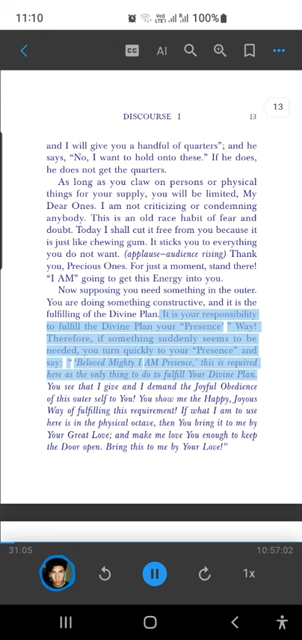 11:10
VoI LTE1 100%
CC AI
13
DISCOURSE I 13
and I will give you a handful of quarters"; and he
says, "No, I want to hold onto these." If he does,
he does not get the quarters.
As long as you claw on persons or physical
things for your supply, you will be limited, My
Dear Ones. I am not criticizing or condemning
anybody. This is an old race habit of fear and
doubt. Today I shall cut it free from you because it
is just like chewing gum. It sticks you to everything
you do not want. (applause—audience rising) Thank
you, Precious Ones. For just a moment, stand there!
"I AM" going to get this Energy into you.
Now supposing you need something in the outer.
You are doing something constructive, and it is the
fulfilling of the Divine Plan. It is your responsibility
to fulfill the Divine Plan your "Presence' " Way!
Therefore, if something suddenly seems to be
needed, you turn quickly to your "Presence" and
say: " 'Beloved Mighty I AM Presence,' this is required
here as the only thing to do to fulfill Your Divine Plan.
You see that I give and I demand the Joyful Obedience
of this outer self to You! You show me the Happy, Joyous
Way of fulfilling this requirement! If what I am to use
here is in the physical octave, then You bring it to me by
Your Great Love; and make me love You enough to keep
the Door open. Bring this to me by Your Love!"
31:05 10:57:02
1x